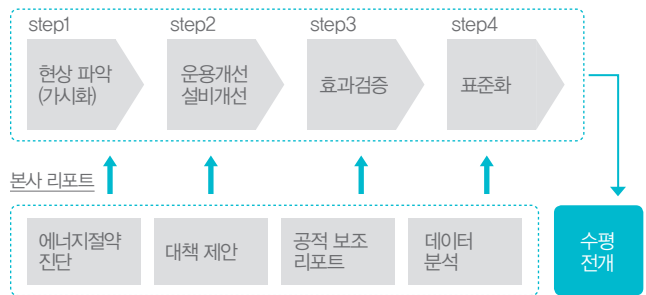 step1
step2
step3
step4
현상 파악
(가시화)
운용개선
설비개선
효과검증
표준화
본사 리포트
에너지절약
진단
대책 제안
공적 보조
리포트
데이터
분석
수평
전개